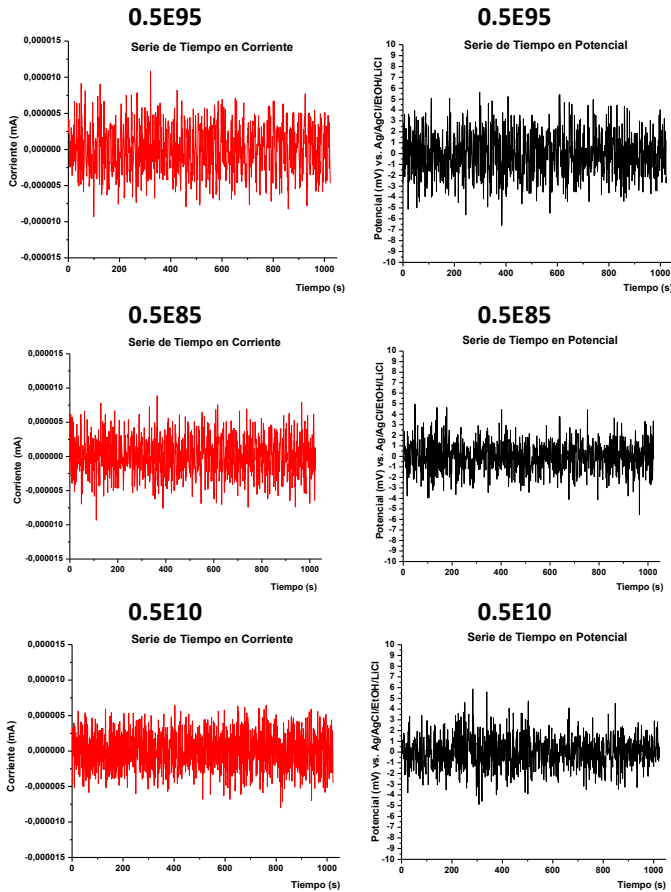 0.5E95
Serie de Tiempo en Corriente
Corriente (mA)
0,000015
0,000010
0,000005
0,000000
-0,000005
-0,000010
-0,000015
0 200 400 600 800 1000
Tiempo (s)
0.5E95
Serie de Tiempo en Potencial
Potencial (mV) vs. Ag/AgCl/EtOH/LiCl
10
9
8
7
6
5
4
3
2
1
0
-1
-2
-3
-4
-5
-6
-7
-8
-9
-10
0 200 400 600 800 1000
Tiempo (s)
0.5E85
Serie de Tiempo en Corriente
Corriente (mA)
0,000015
0,000010
0,000005
0,000000
-0,000005
-0,000010
-0,000015
0 200 400 600 800 1000
Tiempo (s)
0.5E85
Serie de Tiempo en Potencial
Potencial (mV) vs. Ag/AgCl/EtOH/LiCl
10
9
8
7
6
5
4
3
2
1
0
-1
-2
-3
-4
-5
-6
-7
-8
-9
-10
0 200 400 600 800 1000
Tiempo (s)
0.5E10
Serie de Tiempo en Corriente
Corriente (mA)
0,000015
0,000010
0,000005
0,000000
-0,000005
-0,000010
-0,000015
0 200 400 600 800 1000
Tiempo (s)
0.5E10
Serie de Tiempo en Potencial
Potencial (mV) vs. Ag/AgCl/EtOH/LiCl
10
9
8
7
6
5
4
3
2
1
0
-1
-2
-3
-4
-5
-6
-7
-8
-9
-10
0 200 400 600 800 1000
Tiempo (s)